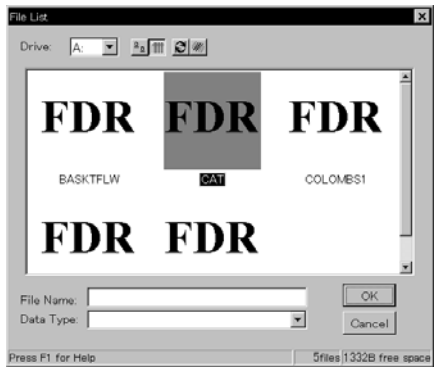 File List
Drive: A:
FDR FDR FDR
BASKTFLW CAT COLOMBS1
FDR FDR
File Name: OK
Data Type: Cancel
Press F1 for Help 5files 1332B free space